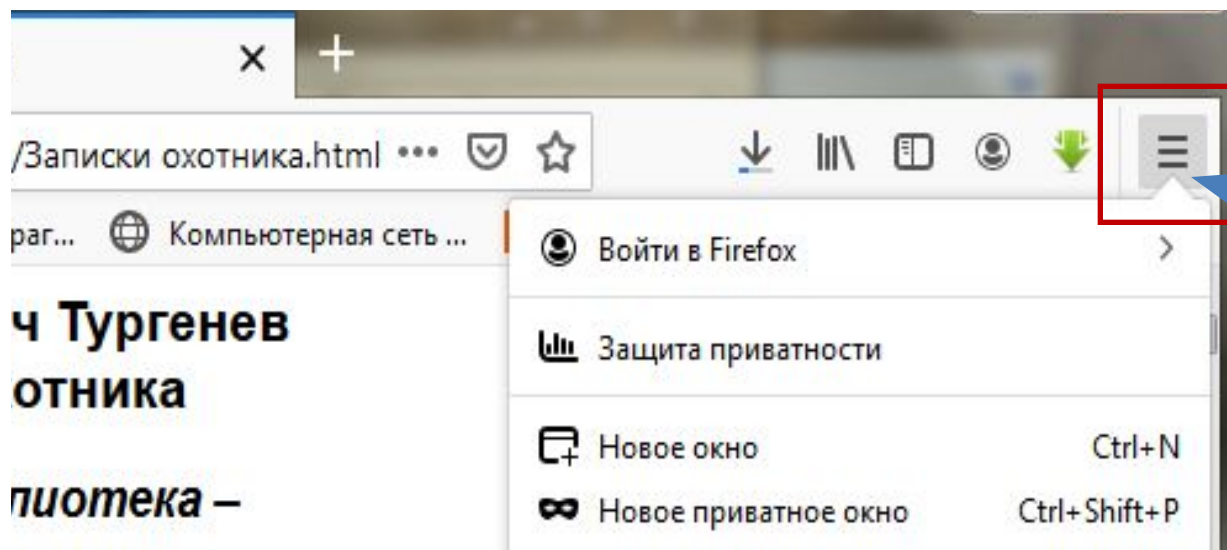 /Записки охотника.html
раг... Компьютерная сеть ...
Войти в Firefox
Защита приватности
ч Тургенев
отника
Новое окно Ctrl+N
лиотека –
Новое приватное окно Ctrl+Shift+P